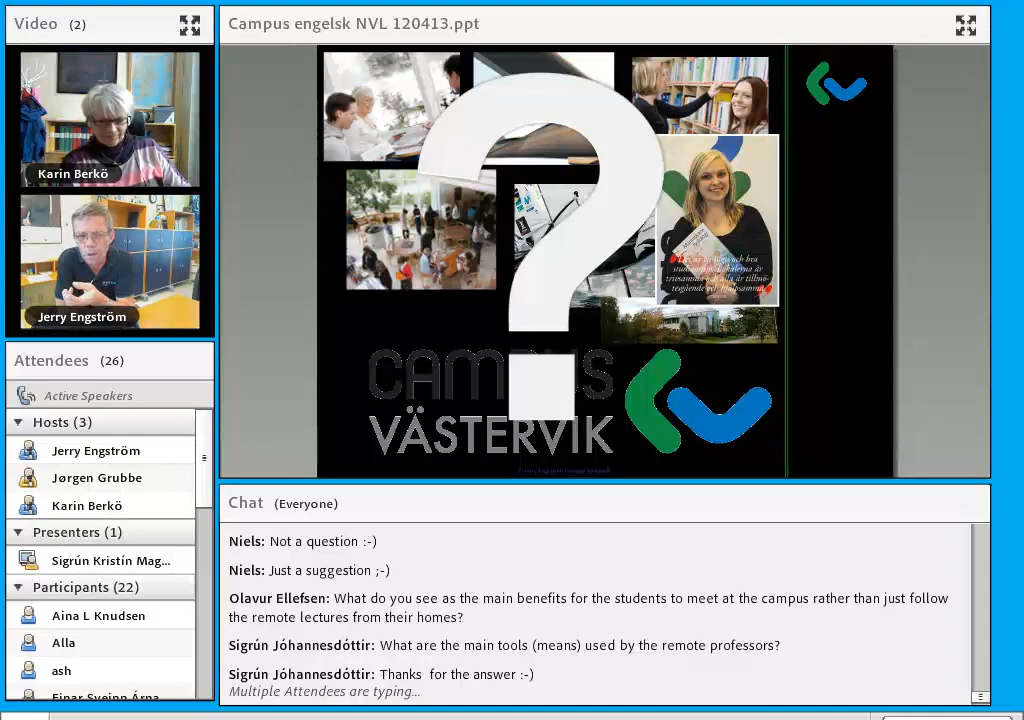 Video (2)
Karin Berkö
Jerry Engström
Attendees (26)
Active Speakers
Hosts (3)
Jerry Engström
Jørgen Grubbe
Karin Berkö
Presenters (1)
Sigrún Kristín Mag...
Participants (22)
Aina L Knudsen
Alla
ash
Einar Sveinn Árna
Campus engelsk NVL 120413.ppt
CAMPUS
VÄSTERVIK
Chat (Everyone)
Niels: Not a question :-)
Niels: Just a suggestion ;-)
Olavur Ellefsen: What do you see as the main benefits for the students to meet at the campus rather than just follow
the remote lectures from their homes?
Sigrún Jóhannesdóttir: What are the main tools (means) used by the remote professors?
Sigrún Jóhannesdóttir: Thanks for the answer :-)
Multiple Attendees are typing...